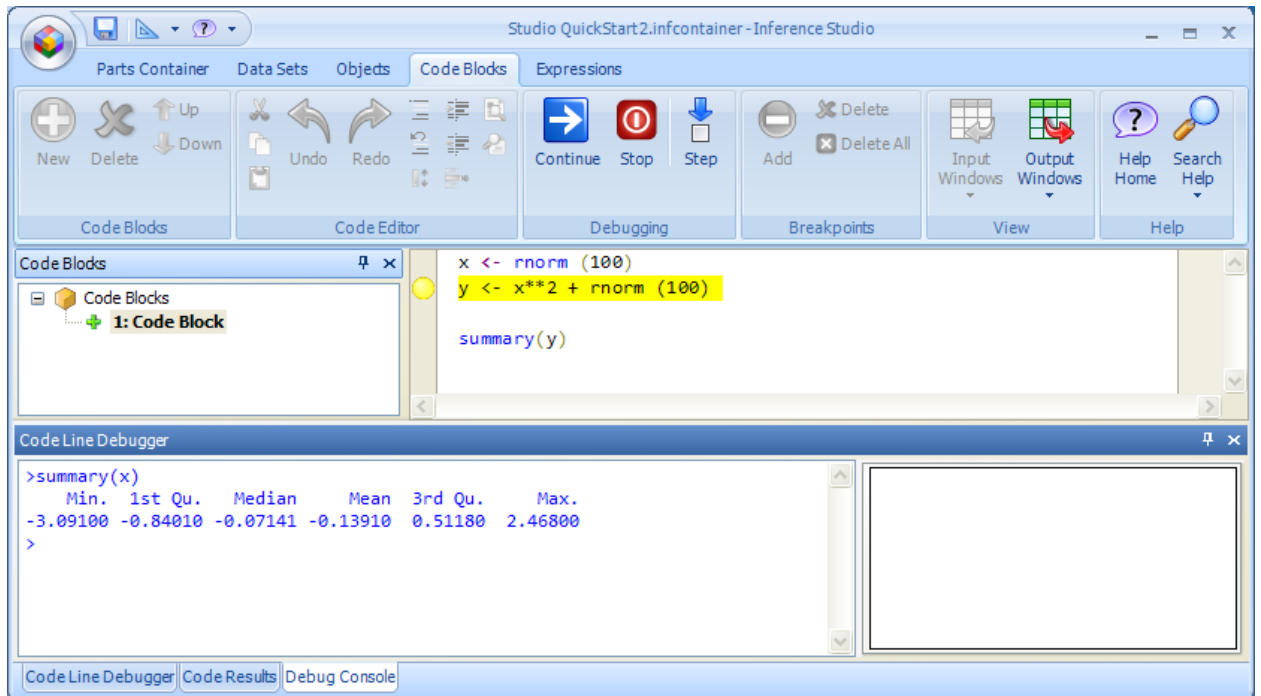 Studio QuickStart2.infcontainer - Inference Studio
Parts Container Data Sets Objects Code Blocks Expressions
New Delete Up Down
Code Blocks
Undo Redo
Code Editor
Continue Stop Step
Debugging
Add Delete Delete All
Breakpoints
Input Windows Output Windows
View
Help Home Search Help
Help
Code Blocks
Code Blocks
1: Code Block
x <- rnorm (100)
y <- x**2 + rnorm (100)
summary(y)
Code Line Debugger
>summary(x)
Min. 1st Qu. Median Mean 3rd Qu. Max.
-3.09100 -0.84010 -0.07141 -0.13910 0.51180 2.46800
>
Code Line Debugger Code Results Debug Console